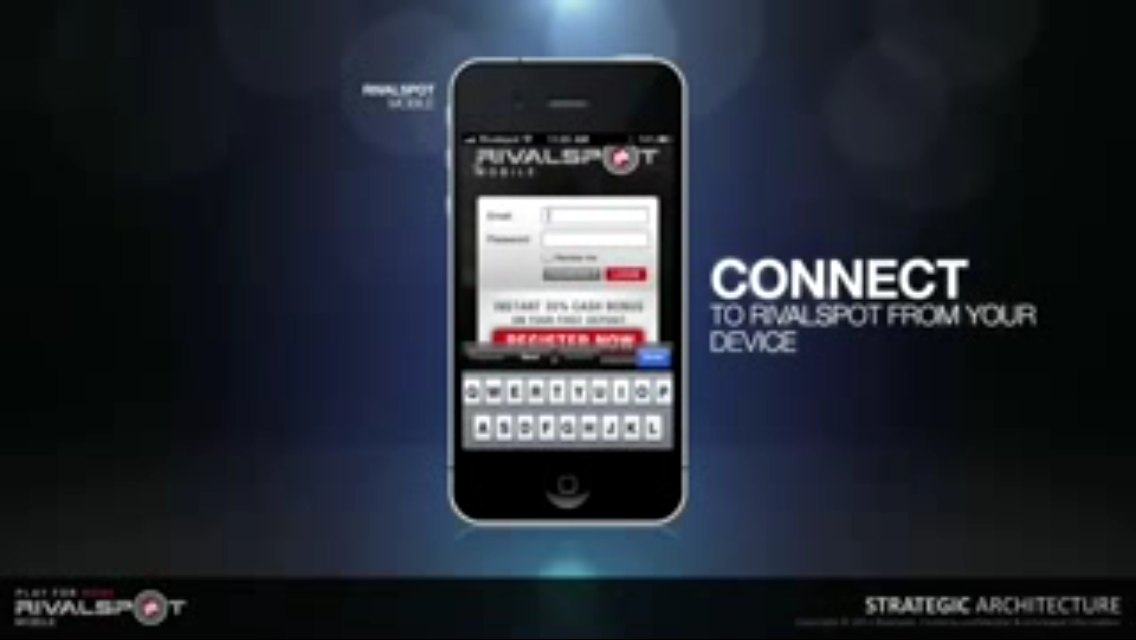 RIVALSPOT
MOBILE
RIVALSPOT
MOBILE
Email
Password
INSTANT 10% CASH BONUS
ON YOUR FIRST DEPOSIT
REGISTER NOW
Q W E R T Y U I O P
A S D F G H J K L
CONNECT
TO RIVALSPOT FROM YOUR
DEVICE
PLAY FOR
RIVALSPOT
MOBILE
STRATEGIC ARCHITECTURE